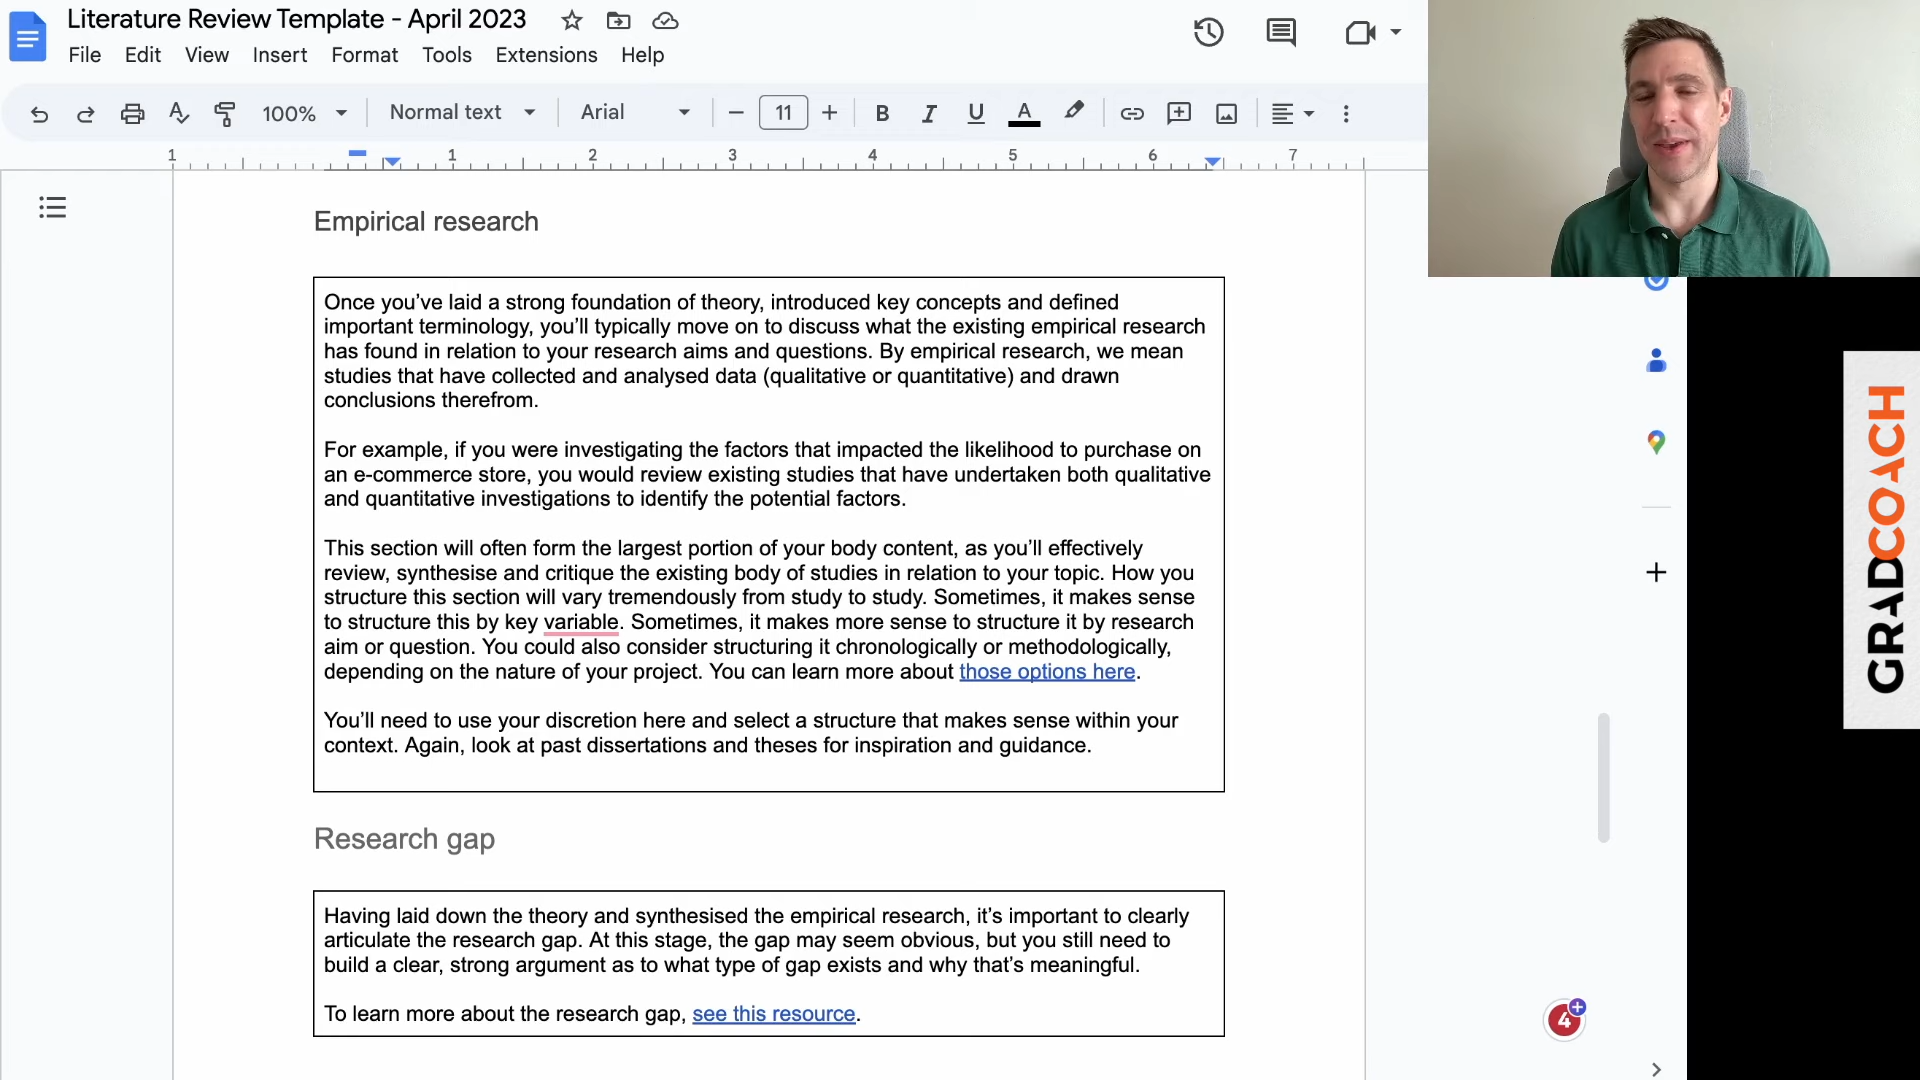 Literature Review Template - April 2023
File Edit View Insert Format Tools Extensions Help
100% Normal text Arial 11 B I U A
1 1 2 3 4 5 6 7
Empirical research
Once you’ve laid a strong foundation of theory, introduced key concepts and defined
important terminology, you’ll typically move on to discuss what the existing empirical research
has found in relation to your research aims and questions. By empirical research, we mean
studies that have collected and analysed data (qualitative or quantitative) and drawn
conclusions therefrom.
For example, if you were investigating the factors that impacted the likelihood to purchase on
an e-commerce store, you would review existing studies that have undertaken both qualitative
and quantitative investigations to identify the potential factors.
This section will often form the largest portion of your body content, as you’ll effectively
review, synthesise and critique the existing body of studies in relation to your topic. How you
structure this section will vary tremendously from study to study. Sometimes, it makes sense
to structure this by key variable. Sometimes, it makes more sense to structure it by research
aim or question. You could also consider structuring it chronologically or methodologically,
depending on the nature of your project. You can learn more about those options here.
You’ll need to use your discretion here and select a structure that makes sense within your
context. Again, look at past dissertations and theses for inspiration and guidance.
Research gap
Having laid down the theory and synthesised the empirical research, it’s important to clearly
articulate the research gap. At this stage, the gap may seem obvious, but you still need to
build a clear, strong argument as to what type of gap exists and why that’s meaningful.
To learn more about the research gap, see this resource.
4
GRADCOACH